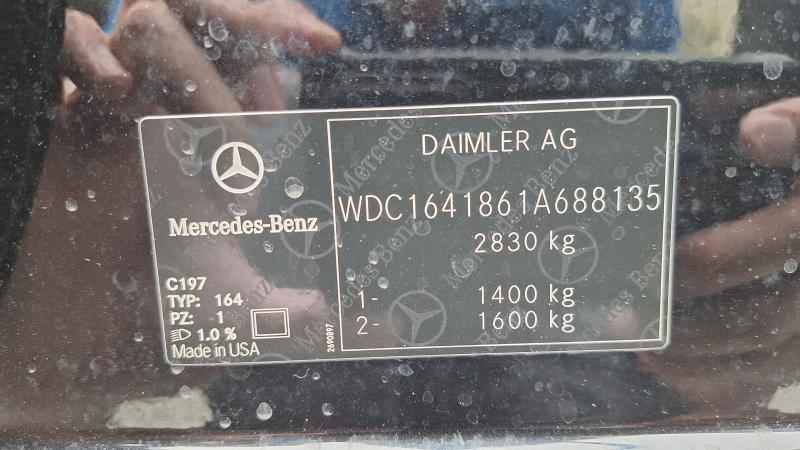 Mercedes-Benz
C197
TYP: 164
PZ: 1
1.0 %
Made in USA
2690897
DAIMLER AG
WDC1641861A688135
2830 kg
1- 1400 kg
2- 1600 kg